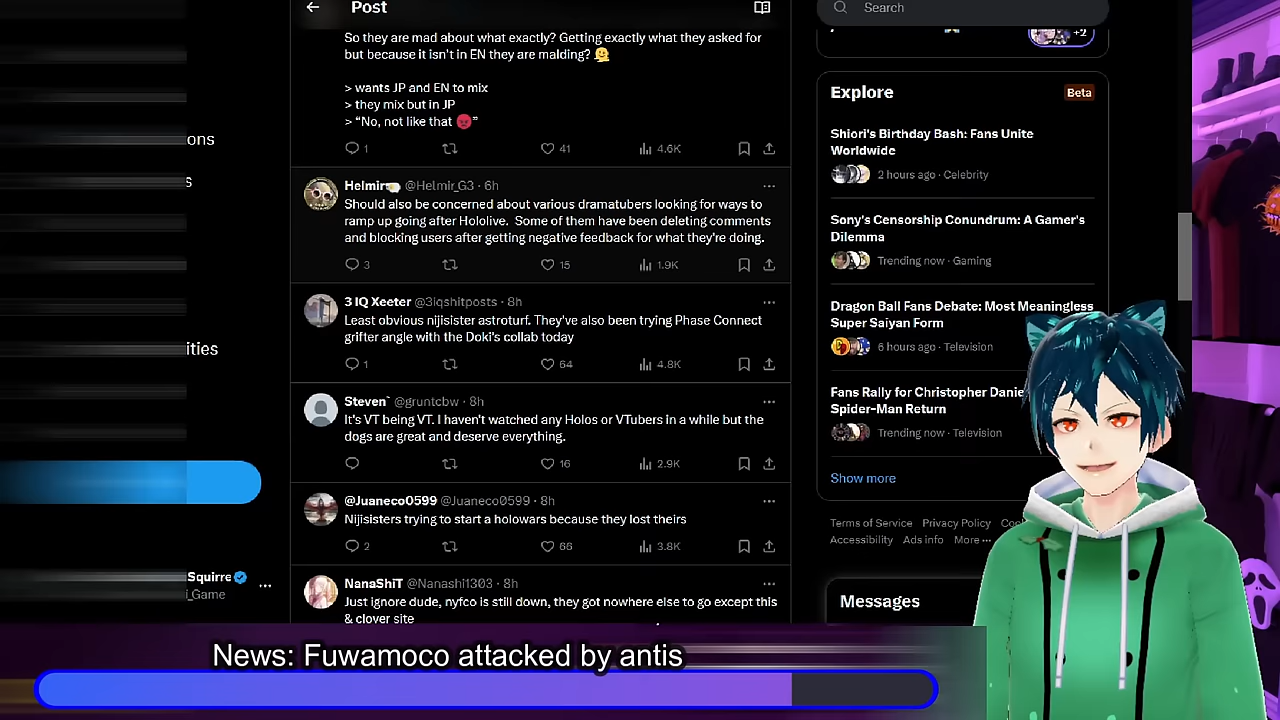 Post
Search
So they are mad about what exactly? Getting exactly what they asked for
but because it isn't in EN they are malding? 🤗
+2
> wants JP and EN to mix
> they mix but in JP
> "No, not like that 😡"
1 41 4.6K
Explore Beta
Shiori's Birthday Bash: Fans Unite
Worldwide
2 hours ago · Celebrity
Sony's Censorship Conundrum: A Gamer's
Dilemma
Trending now · Gaming
Dragon Ball Fans Debate: Most Meaningless
Super Saiyan Form
6 hours ago · Television
Fans Rally for Christopher Danie
Spider-Man Return
Trending now · Television
Show more
Terms of Service Privacy Policy
Accessibility Ads info More ···
Messages
Helmir @Helmir_G3 · 6h
Should also be concerned about various dramatubers looking for ways to
ramp up going after Hololive. Some of them have been deleting comments
and blocking users after getting negative feedback for what they're doing.
3 15 1.9K
3 IQ Xeeter @3iqshitposts · 8h
Least obvious nijisister astroturf. They've also been trying Phase Connect
grifter angle with the Doki's collab today
1 64 4.8K
Steven` @gruntcbw · 8h
It's VT being VT. I haven't watched any Holos or VTubers in a while but the
dogs are great and deserve everything.
16 2.9K
@Juaneco0599 @Juaneco0599 · 8h
Nijisisters trying to start a holowars because they lost theirs
2 66 3.8K
NanaShiT @Nanashi1303 · 8h
Just ignore dude, nyfco is still down, they got nowhere else to go except this
& clover site
ons
s
ities
Squirre
i_Game
News: Fuwamoco attacked by antis